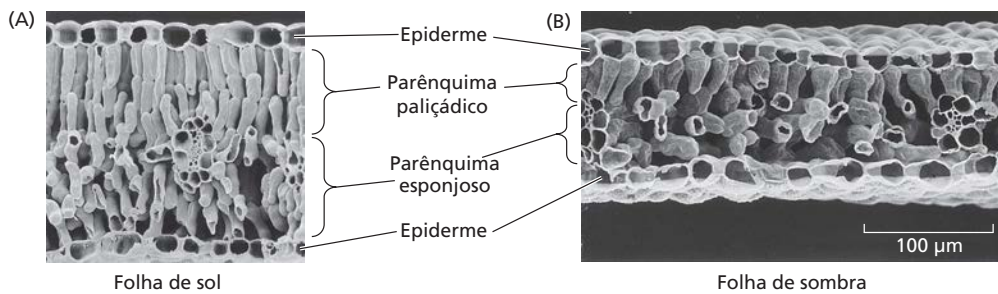 (A)
(B)
Epiderme
Parênquima
paliçádico
Parênquima
esponjoso
Epiderme
100 µm
Folha de sol
Folha de sombra